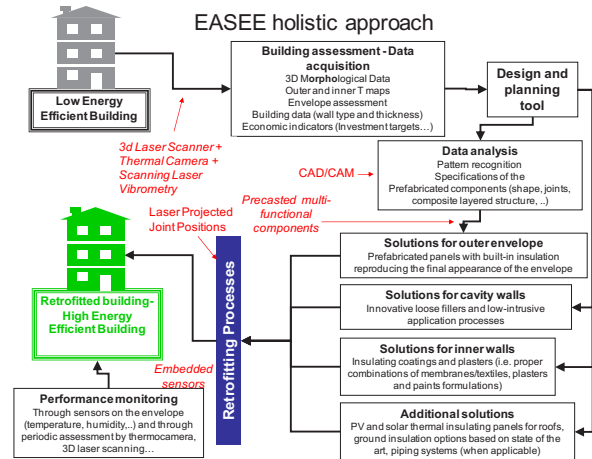 EASEE holistic approach
Low Energy
Efficient Building
Building assessment - Data
acquisition
3D Morphological Data
Outer and inner T maps
Envelope assessment
Building data (wall type and thickness)
Economic indicators (Investment targets…)
Design and
planning
tool
3d Laser Scanner +
Thermal Camera +
Scanning Laser
Vibrometry
Data analysis
Pattern recognition
Specifications of the
Prefabricated components (shape, joints,
composite layered structure, ..)
CAD/CAM
Precasted multi-
functional
components
Laser Projected
Joint Positions
Retrofitted building-
High Energy
Efficient Building
Retrofitting Processes
Solutions for outer envelope
Prefabricated panels with built-in insulation
reproducing the final appearance of the envelope
Solutions for cavity walls
Innovative loose fillers and low-intrusive
application processes
Solutions for inner walls
Insulating coatings and plasters (i.e. proper
combinations of membranes/textiles, plasters
and paints formulations)
Additional solutions
PV and solar thermal insulating panels for roofs,
ground insulation options based on state of the
art, piping systems (when applicable)
Embedded
sensors
Performance monitoring
Through sensors on the envelope
(temperature, humidity,..) and through
periodic assessment by thermocamera,
3D laser scanning…